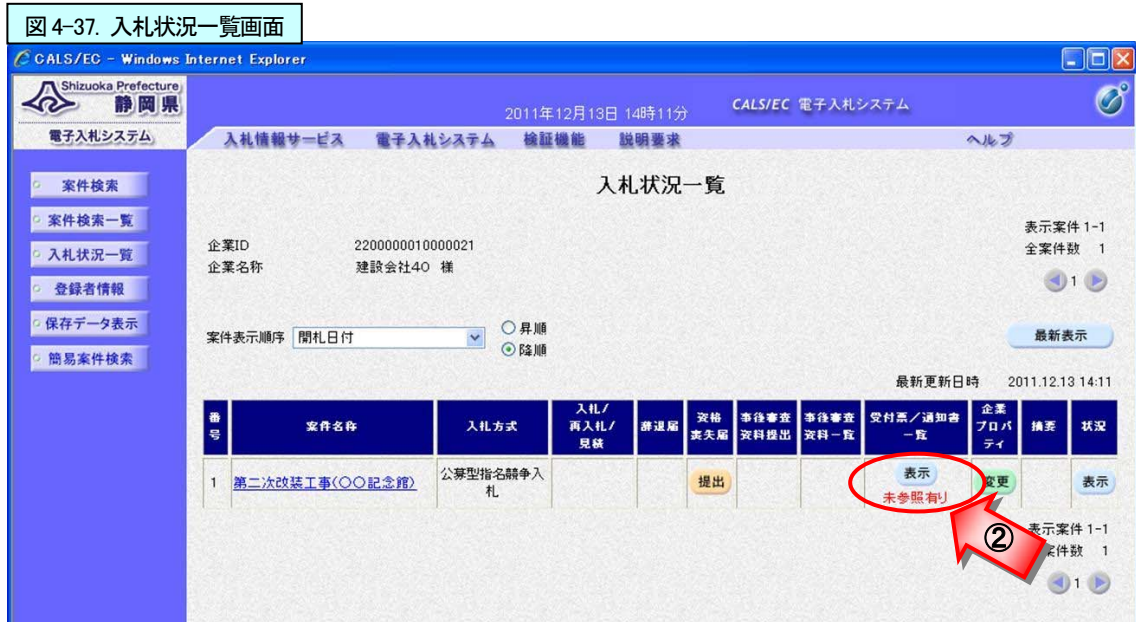 図 4-37. 入札状況一覧画面
CALS/EC - Windows Internet Explorer
Shizuoka Prefecture
静岡県
電子入札システム
2011年12月13日 14時11分
CALS/EC 電子入札システム
入札情報サービス 電子入札システム 検証機能 説明要求 ヘルプ
案件検索
案件検索一覧
入札状況一覧
登録者情報
保存データ表示
簡易案件検索
入札状況一覧
表示案件 1-1
全案件数 1
1
企業ID 2200000010000021
企業名称 建設会社40 様
案件表示順序 開札日付
昇順
降順
最新表示
最新更新日時 2011.12.13 14:11
番号 案件名称 入札方式 入札/再入札/見積 辞退届 資格喪失届 事後審査資料提出 事後審査資料一覧 受付票/通知書一覧 企業プロパティ 摘要 状況
1 第二次改装工事(〇〇記念館) 公募型指名競争入札 提出 表示 未参照有り 変更 表示
②
表示案件 1-1
案件数 1
1